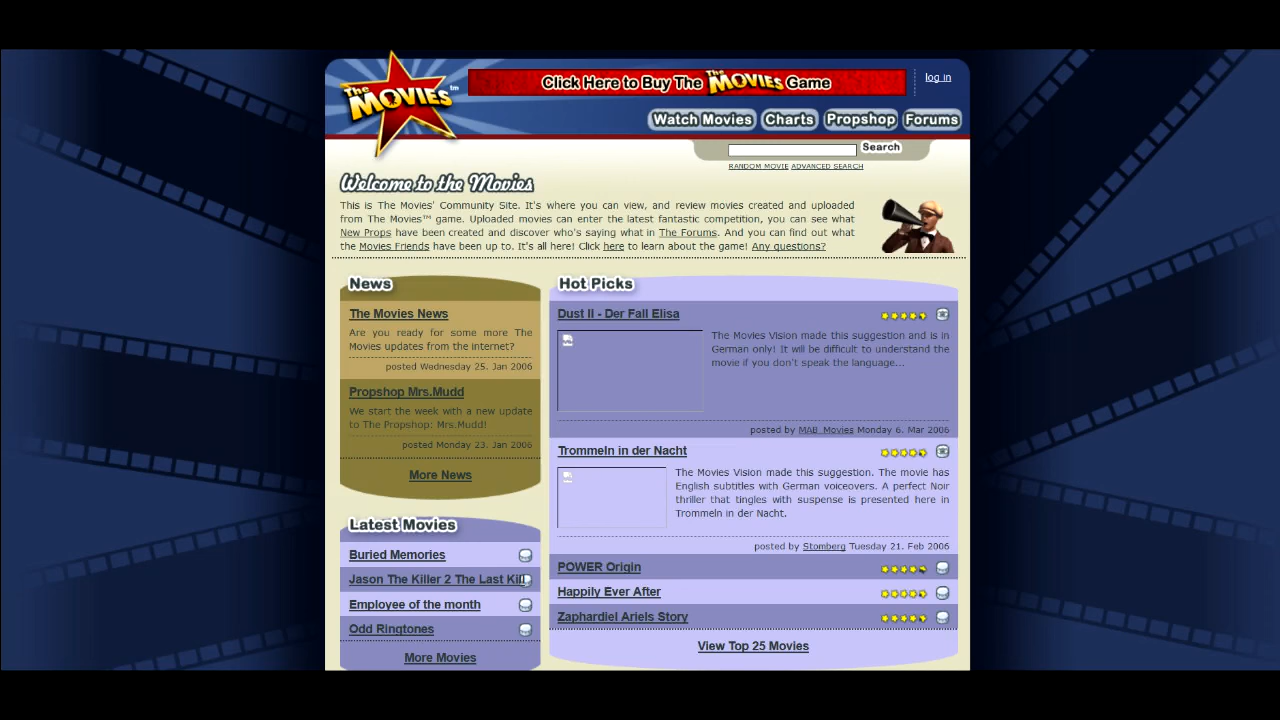 The MOVIES™
Click Here to Buy The The MOVIES Game
log in
Watch Movies Charts Propshop Forums
Search
RANDOM MOVIE ADVANCED SEARCH
Welcome to the Movies
This is The Movies' Community Site. It's where you can view, and review movies created and uploaded
from The Movies™ game. Uploaded movies can enter the latest fantastic competition, you can see what
New Props have been created and discover who's saying what in The Forums. And you can find out what
the Movies Friends have been up to. It's all here! Click here to learn about the game! Any questions?
News
The Movies News
Are you ready for some more The
Movies updates from the internet?
posted Wednesday 25. Jan 2006
Propshop Mrs.Mudd
We start the week with a new update
to The Propshop: Mrs.Mudd!
posted Monday 23. Jan 2006
More News
Latest Movies
Buried Memories
Jason The Killer 2 The Last Kill
Employee of the month
Odd Ringtones
More Movies
Hot Picks
Dust II - Der Fall Elisa
The Movies Vision made this suggestion and is in
German only! It will be difficult to understand the
movie if you don't speak the language...
posted by MAB_Movies Monday 6. Mar 2006
Trommeln in der Nacht
The Movies Vision made this suggestion. The movie has
English subtitles with German voiceovers. A perfect Noir
thriller that tingles with suspense is presented here in
Trommeln in der Nacht.
posted by Stomberg Tuesday 21. Feb 2006
POWER Origin
Happily Ever After
Zaphardiel Ariels Story
View Top 25 Movies